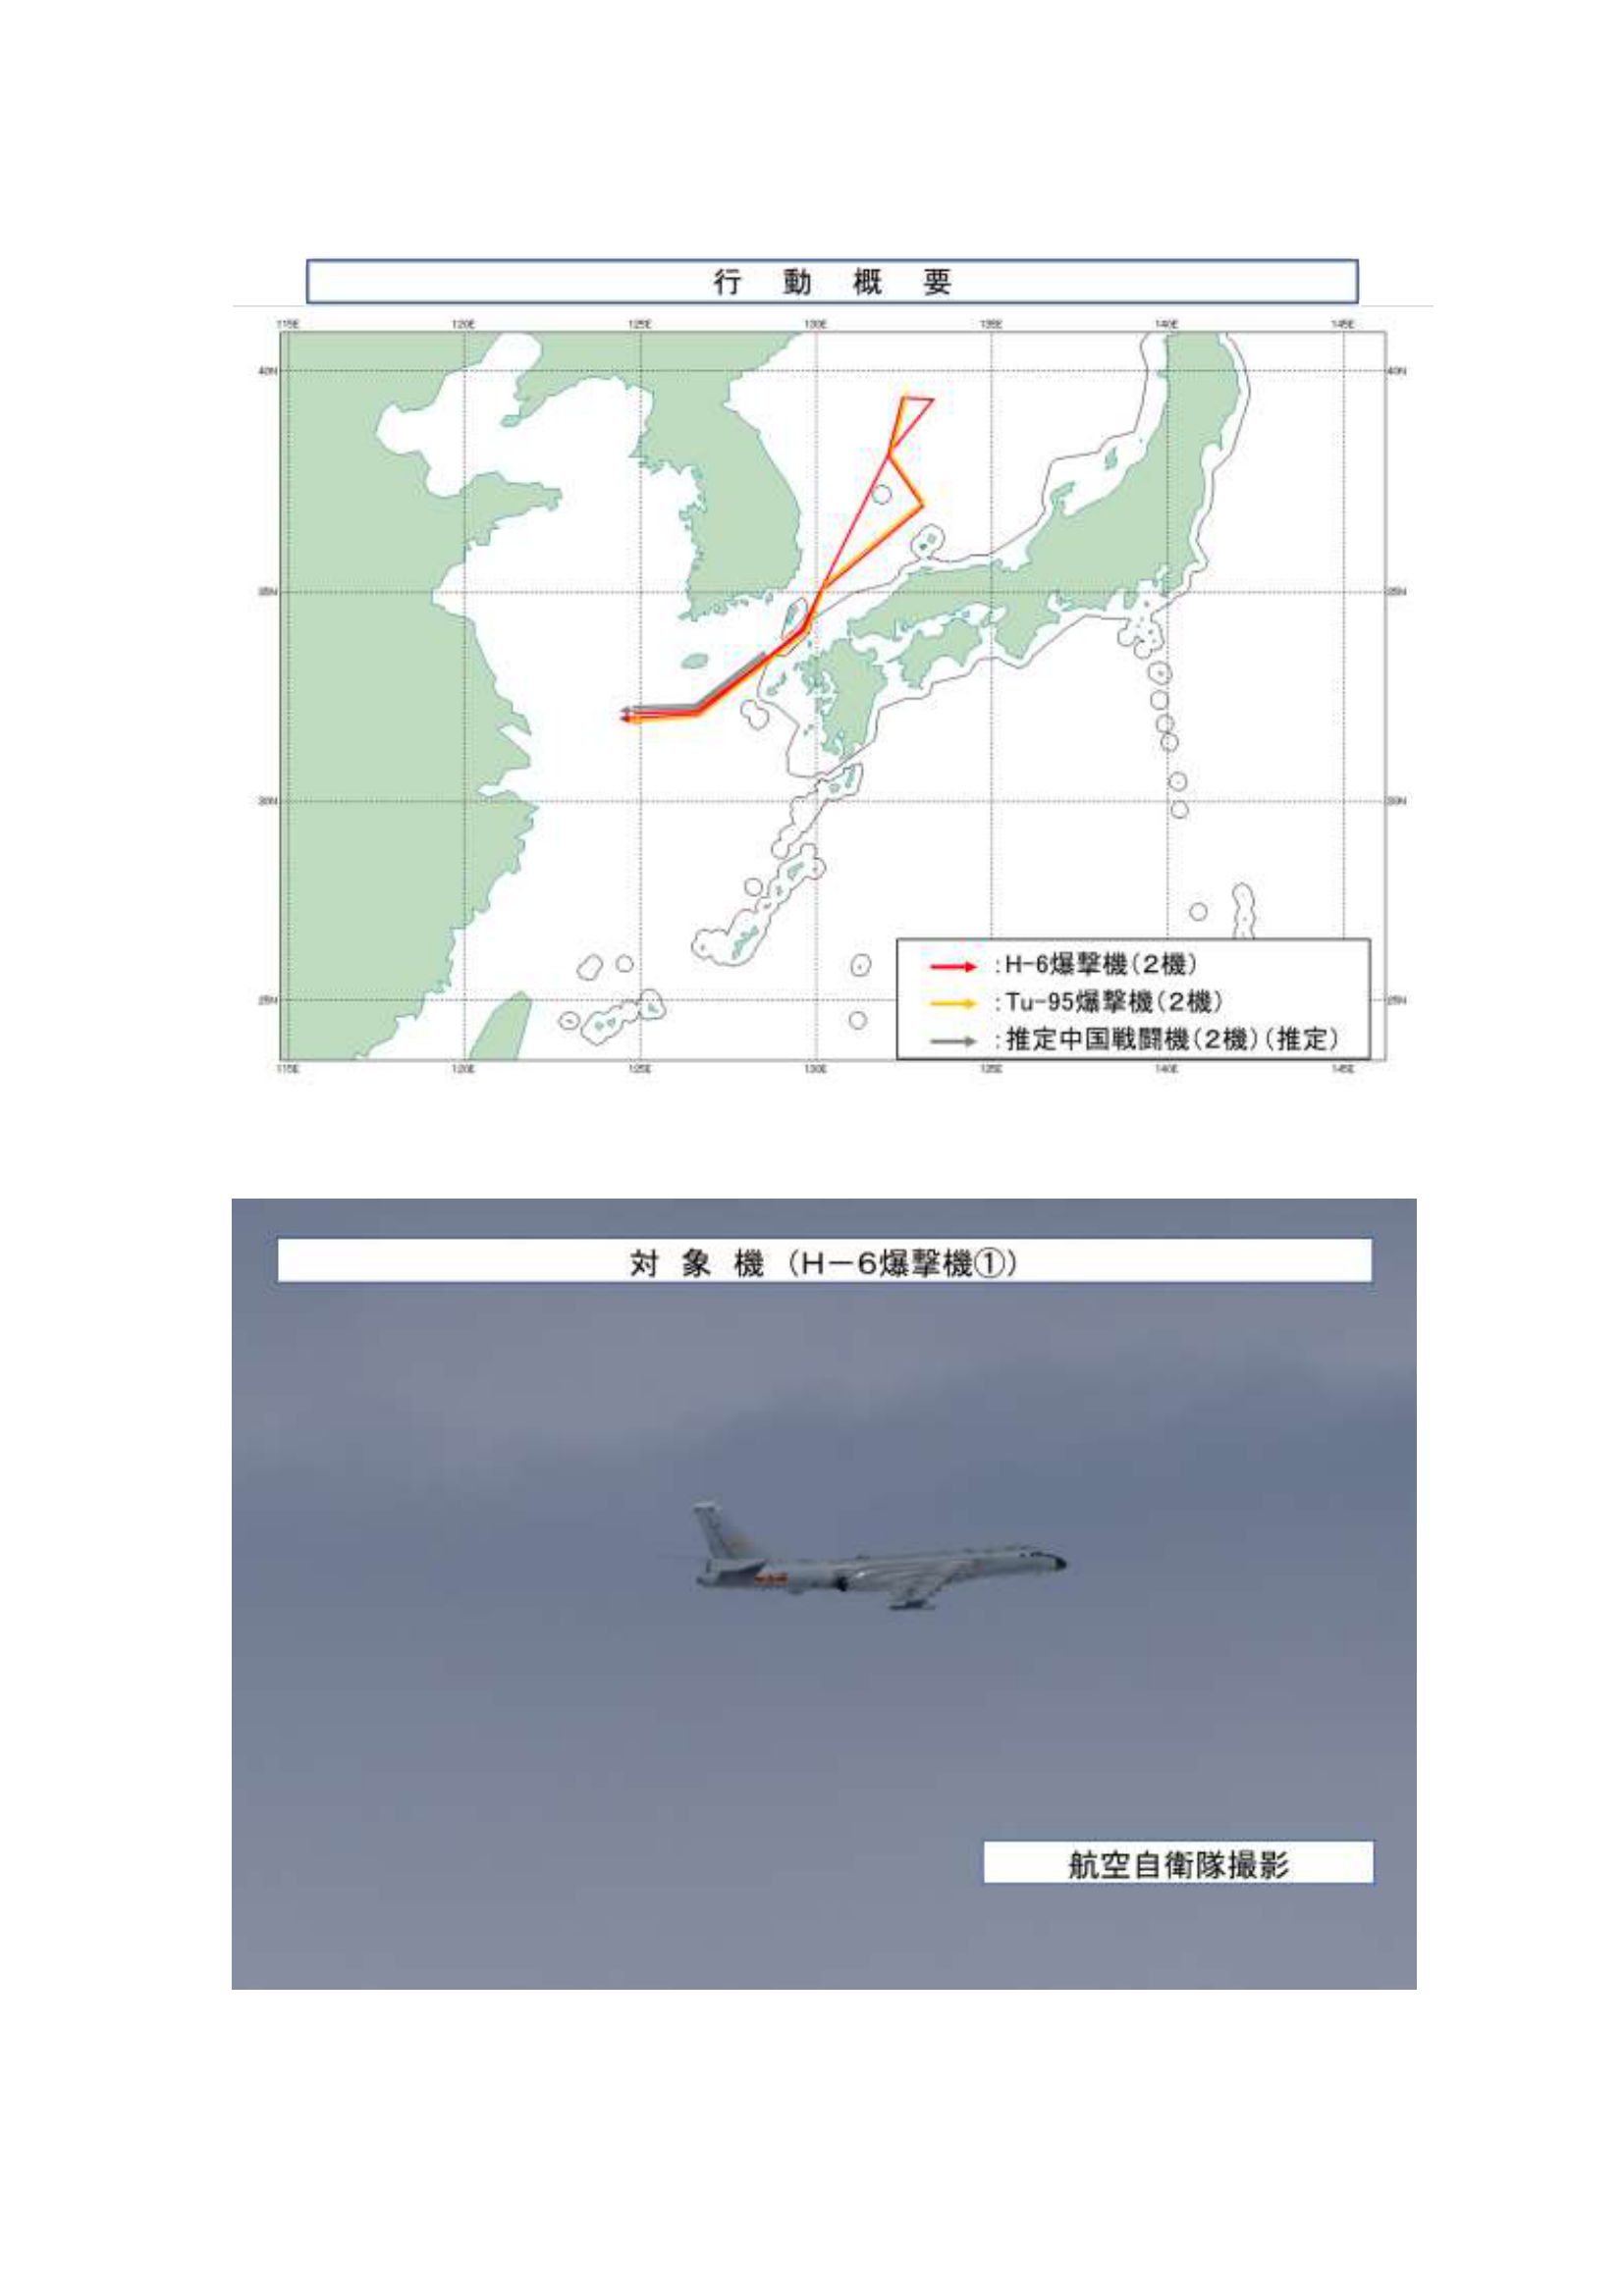 行 動 概 要
115E 120E 125E 130E 135E 140E 145E
40N 40N
35N 35N
30N 30N
:H-6爆撃機(2機)
25N :Tu-95爆撃機(2機) 25N
:推定中国戦闘機(2機)(推定)
115E 120E 125E 130E 135E 140E 145E
対 象 機 (H-6爆撃機①)
航空自衛隊撮影